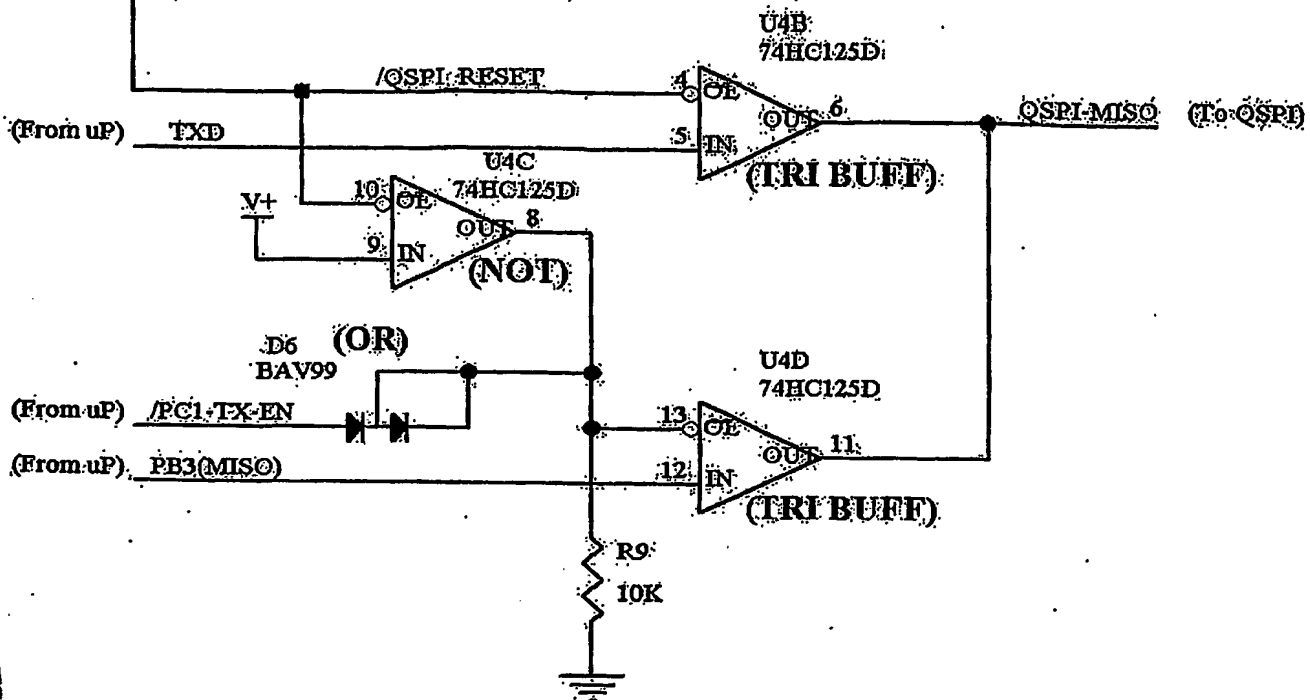 U4B
74HC125D
/QSPI-RESET
4
OE
(From uP) TXD
5
IN
OUT
6
QSPI-MISO (To QSPI)
(TRI BUFF)
U4C
74HC125D
V+
10
OE
9
IN
OUT
8
(NOT)
D6
BAV99
(OR)
U4D
74HC125D
(From uP) /PC1-TX-EN
13
OE
(From uP) PB3(MISO)
12
IN
OUT
11
(TRI BUFF)
R9
10K